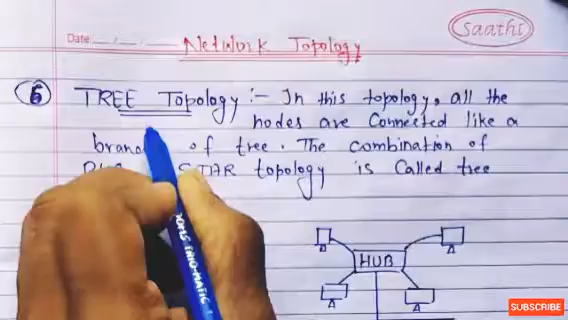 Saathi
Date
Network Topology
6 TREE Topology :- In this topology, all the
nodes are Connected like a
of tree. The combination of
STAR topology is Called tree
HUB
SUBSCRIBE